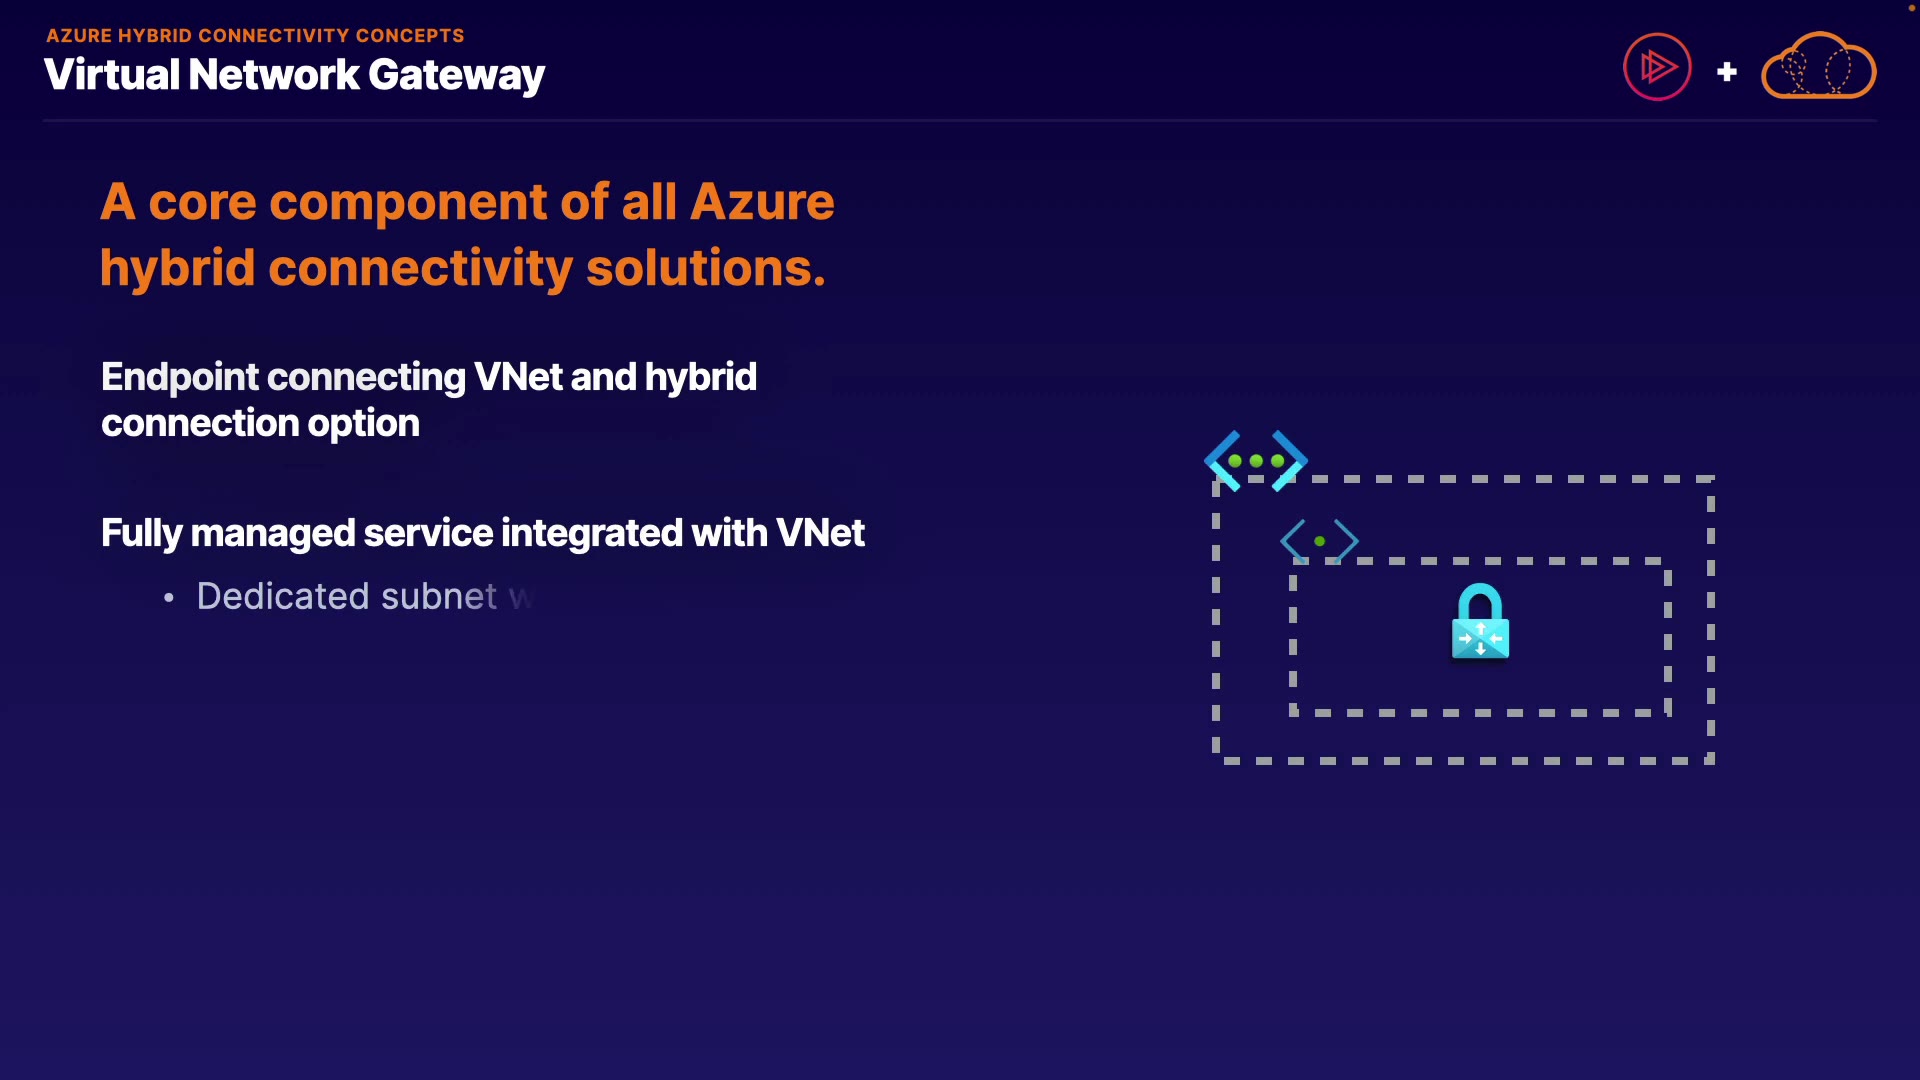 AZURE HYBRID CONNECTIVITY CONCEPTS
Virtual Network Gateway
A core component of all Azure
hybrid connectivity solutions.
Endpoint connecting VNet and hybrid
connection option
Fully managed service integrated with VNet
• Dedicated subnet